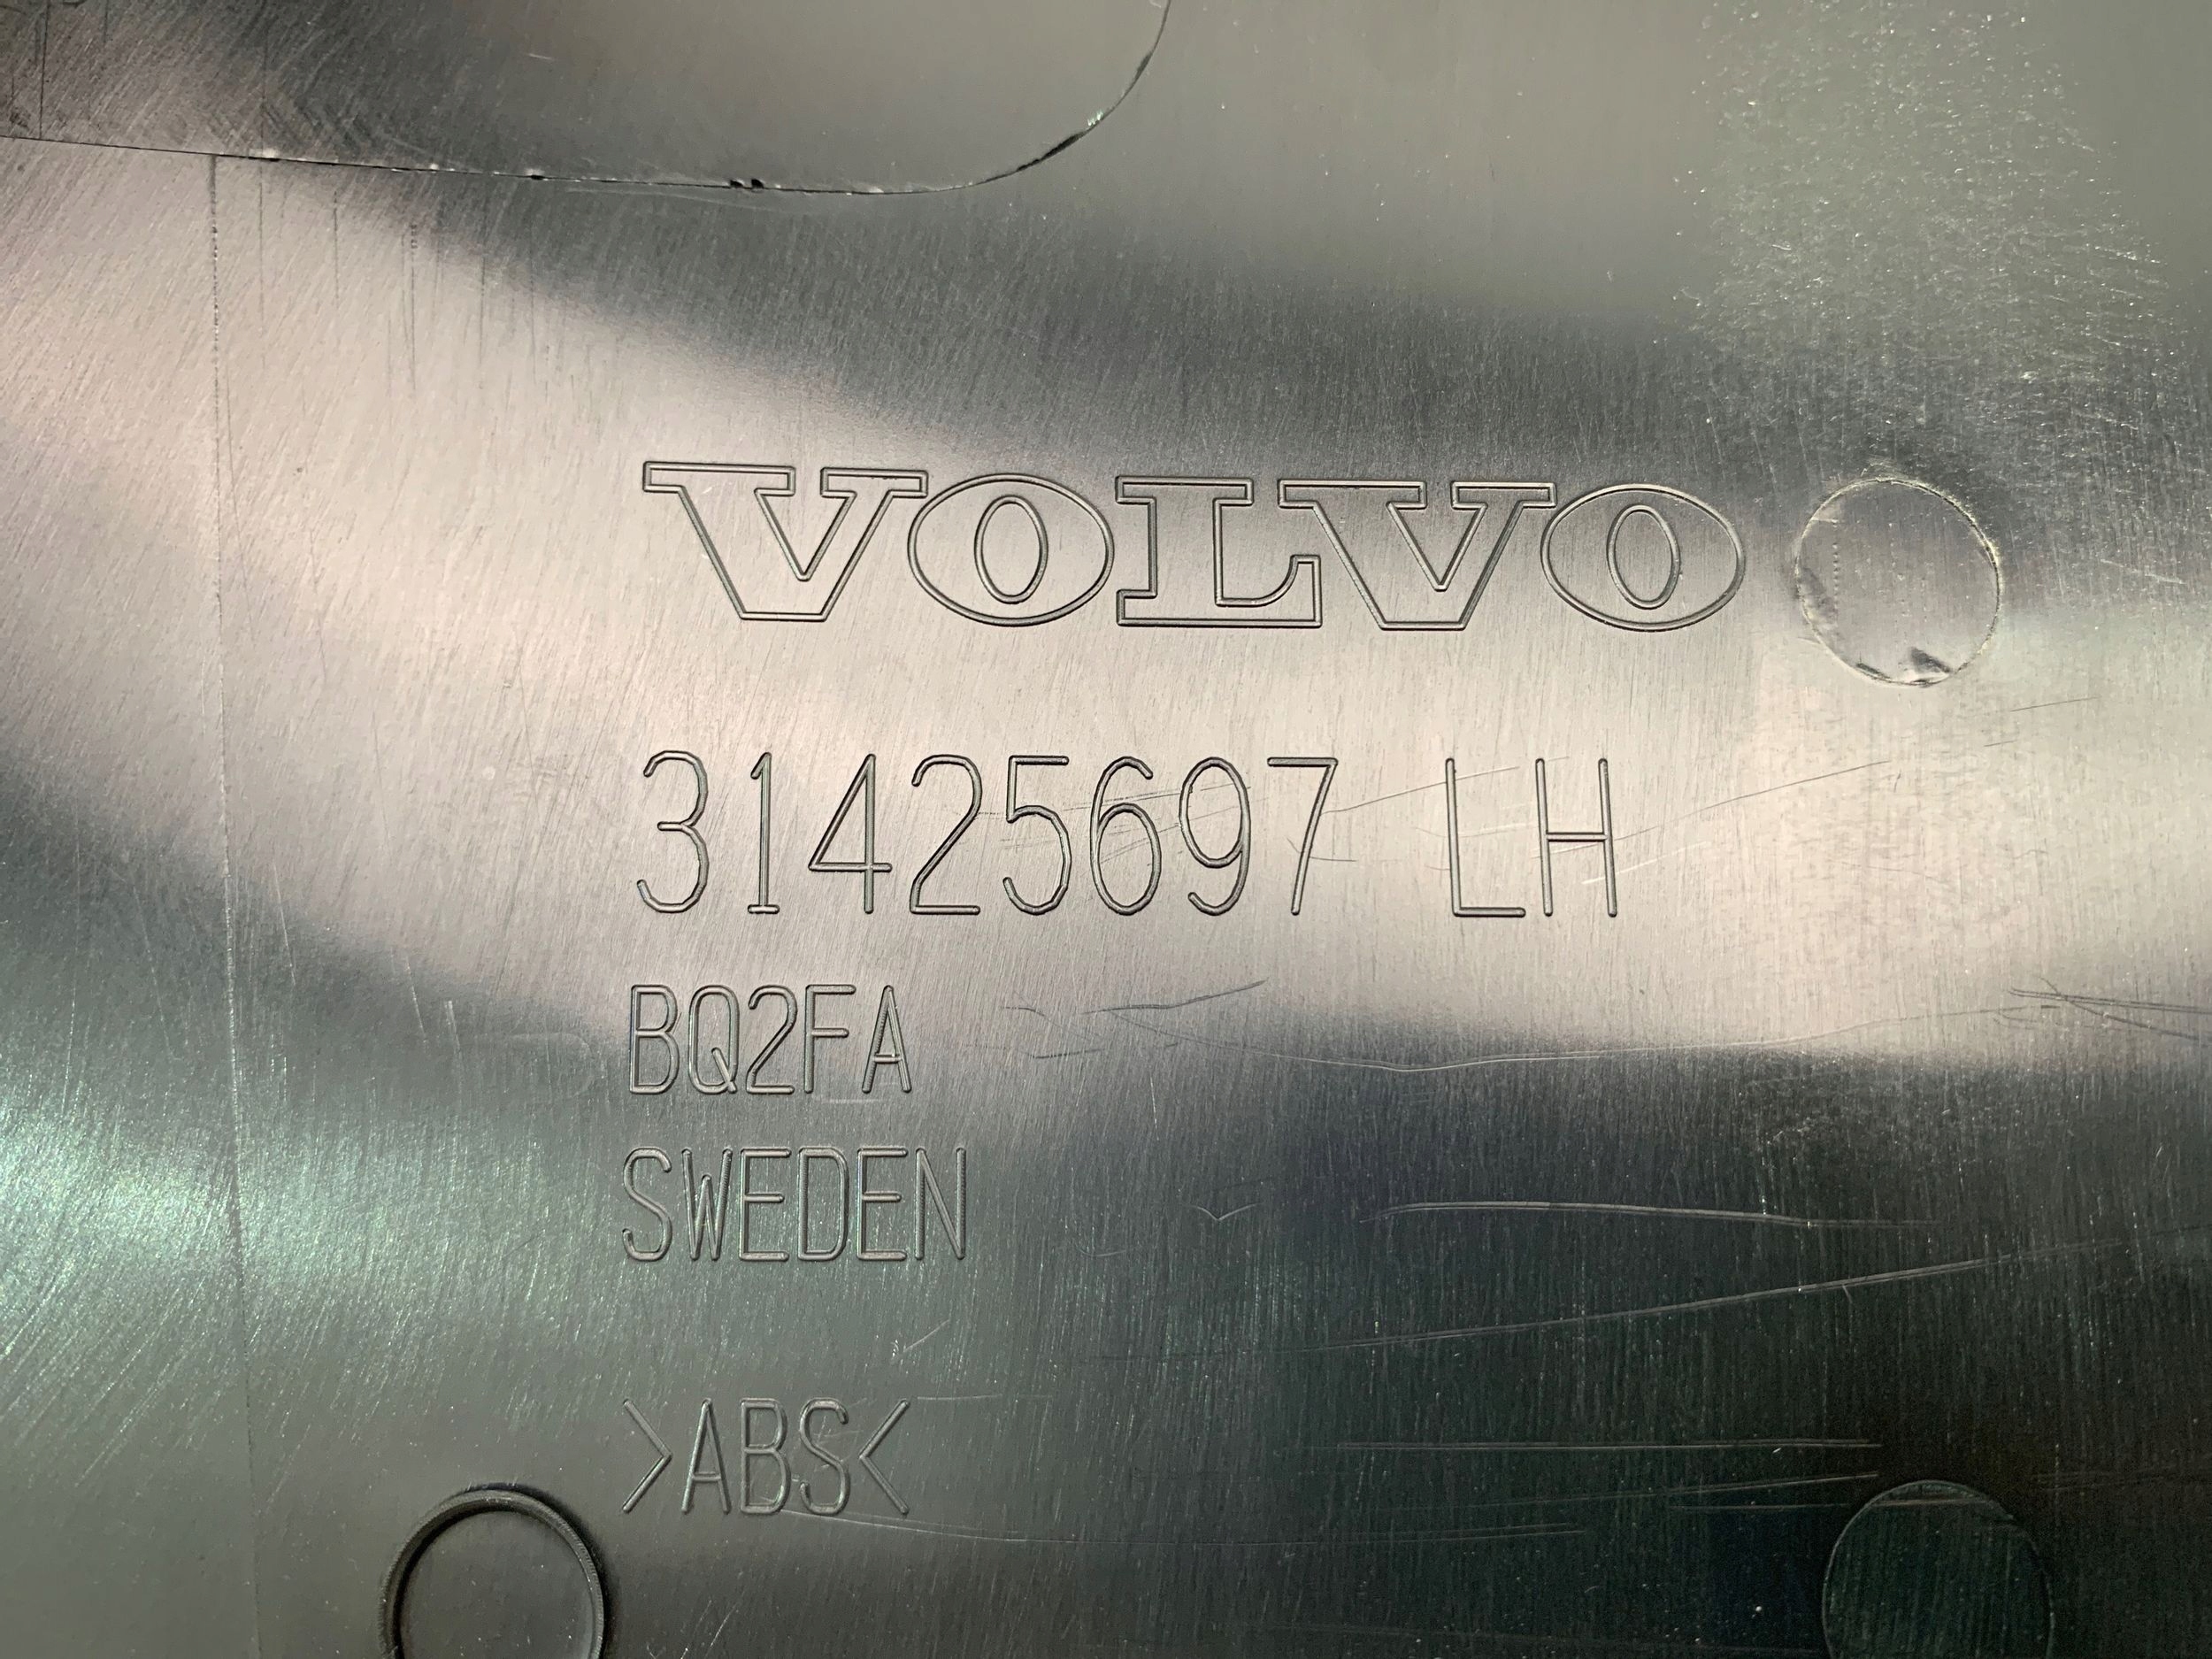 VOLVO
31425697 LH
BQ2FA
SWEDEN
>ABS<